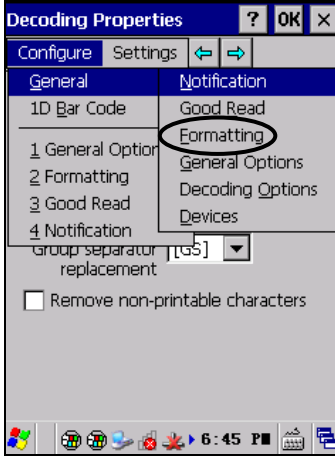 Decoding Properties ? OK ×
Configure Settings
General
1D Bar Code
1 General Option
2 Formatting
3 Good Read
4 Notification
Notification
Good Read
Formatting
General Options
Decoding Options
Devices
Group separator [GS]
replacement
Remove non-printable characters
6:45 PM